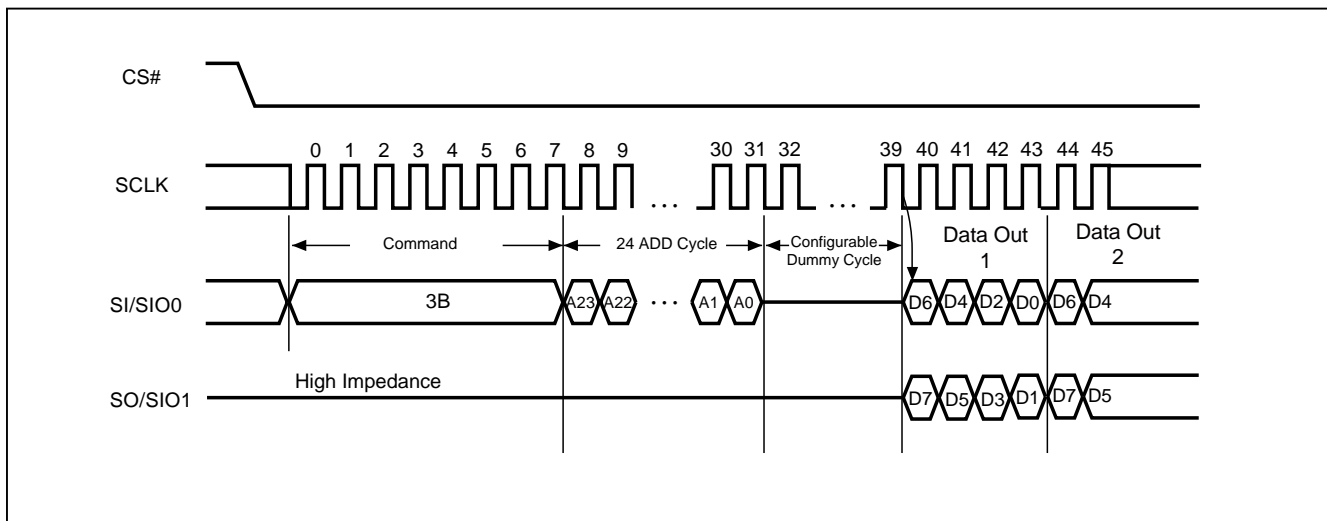 CS#
0 1 2 3 4 5 6 7 8 9 30 31 32 39 40 41 42 43 44 45
SCLK
... ...
Command 24 ADD Cycle Configurable Dummy Cycle Data Out 1 Data Out 2
SI/SIO0 3B A23 A22 ... A1 A0 D6 D4 D2 D0 D6 D4
High Impedance
SO/SIO1 D7 D5 D3 D1 D7 D5